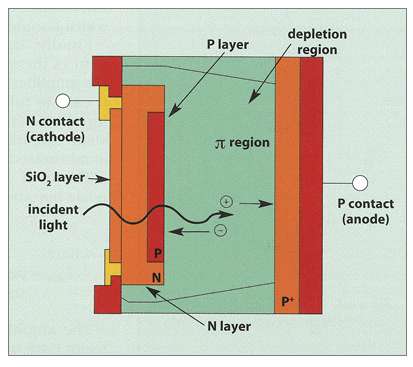 P layer
depletion
region
N contact
(cathode)
π region
SiO₂ layer
incident
light
+
P contact
(anode)
−
P
N
P⁺
N layer